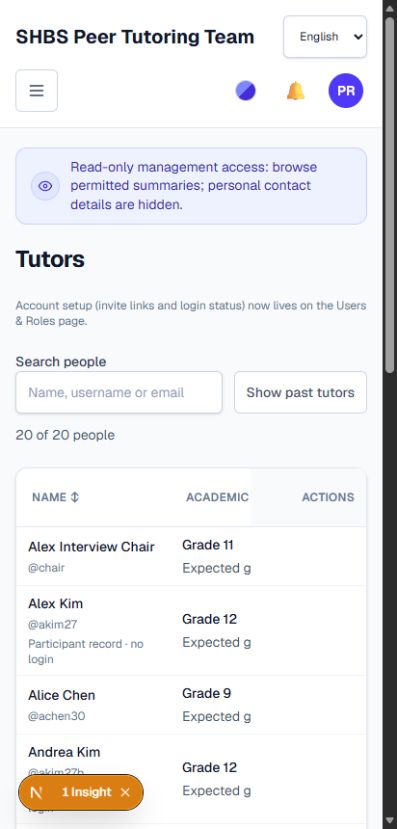 SHBS Peer Tutoring Team
English
PR
Read-only management access: browse
permitted summaries; personal contact
details are hidden.
Tutors
Account setup (invite links and login status) now lives on the Users
& Roles page.
Search people
Name, username or email
Show past tutors
20 of 20 people
NAME
ACADEMIC
ACTIONS
Alex Interview Chair
@chair
Grade 11
Expected g
Alex Kim
@akim27
Participant record · no
login
Grade 12
Expected g
Alice Chen
@achen30
Grade 9
Expected g
Andrea Kim
@akim27b
Grade 12
Expected g
N 1 Insight